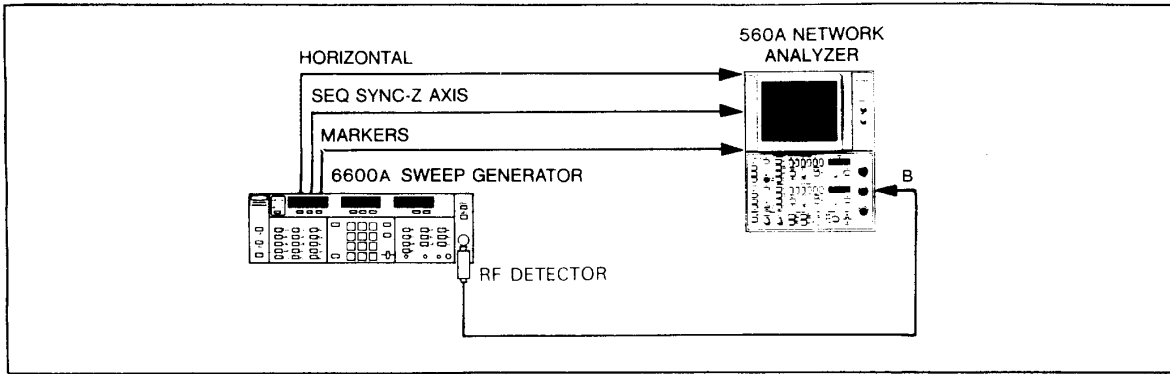 560A NETWORK
ANALYZER
HORIZONTAL
SEQ SYNC-Z AXIS
MARKERS
6600A SWEEP GENERATOR
B
RF DETECTOR